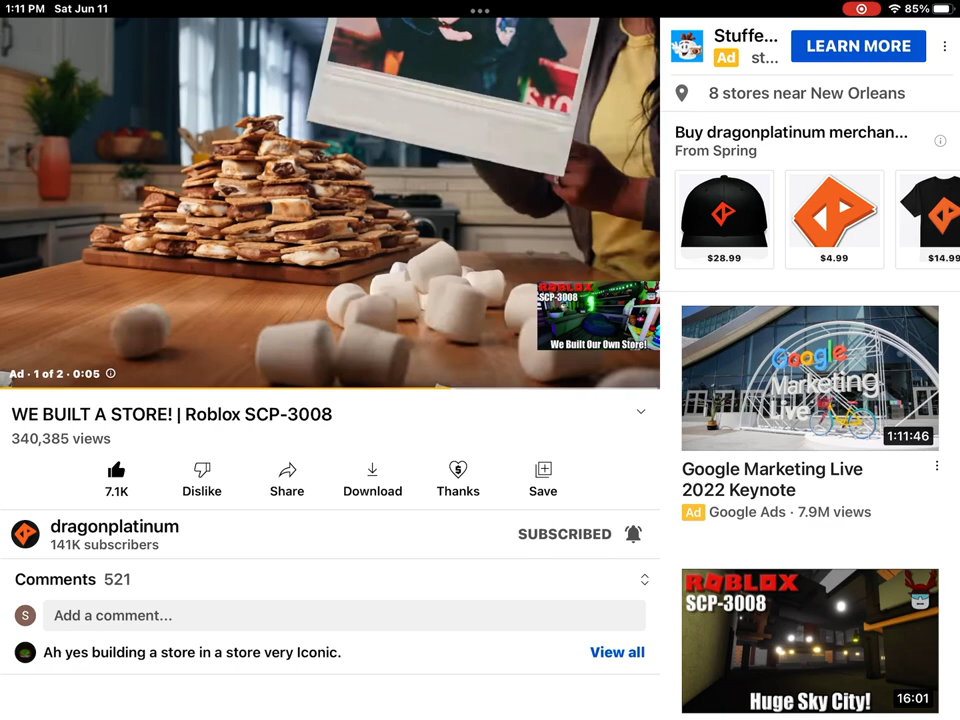 1:11 PM Sat Jun 11
85%
Stuffe...
Ad st...
LEARN MORE
8 stores near New Orleans
Buy dragonplatinum merchan...
From Spring
$28.99
$4.99
$14.99
ROBLOX
SCP-3008
We Built Our Own Store!
Ad · 1 of 2 · 0:05
WE BUILT A STORE! | Roblox SCP-3008
340,385 views
7.1K
Dislike
Share
Download
Thanks
Save
dragonplatinum
141K subscribers
SUBSCRIBED
Comments 521
S
Add a comment...
Ah yes building a store in a store very Iconic.
View all
Google
Marketing
Live
1:11:46
Google Marketing Live
2022 Keynote
Ad Google Ads · 7.9M views
ROBLOX
SCP-3008
Huge Sky City!
16:01